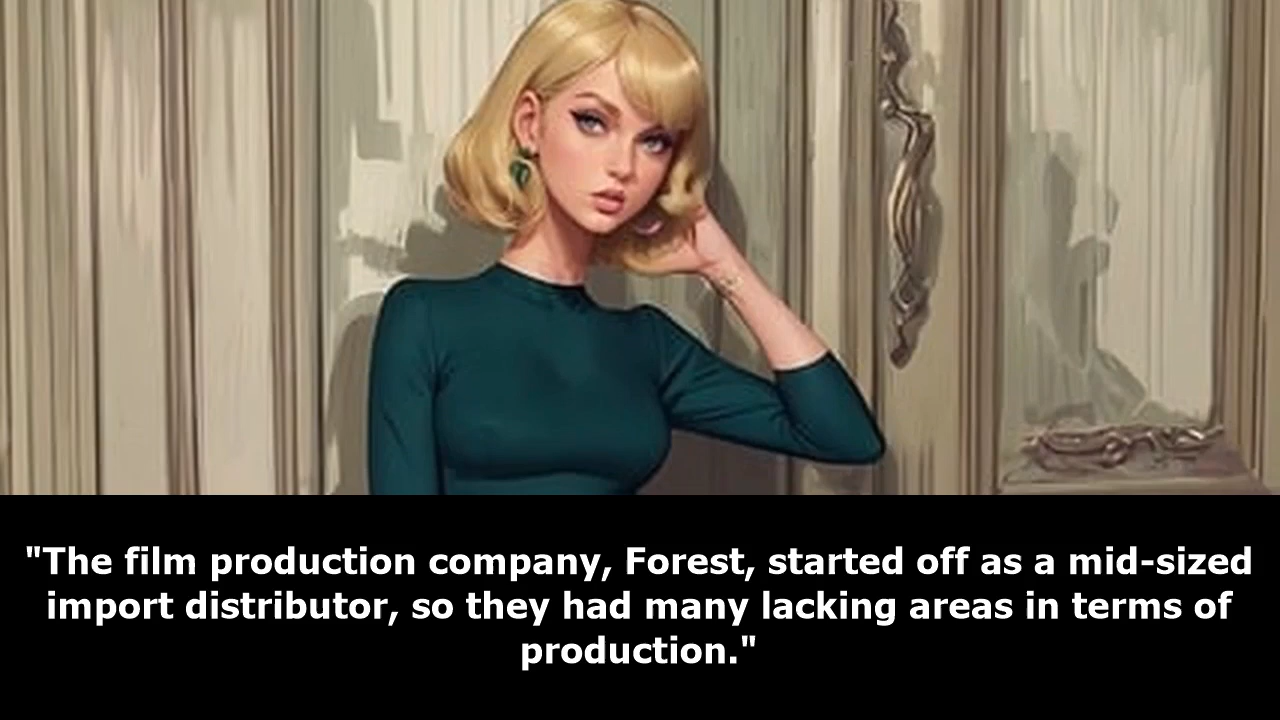 "The film production company, Forest, started off as a mid-sized
import distributor, so they had many lacking areas in terms of
production."